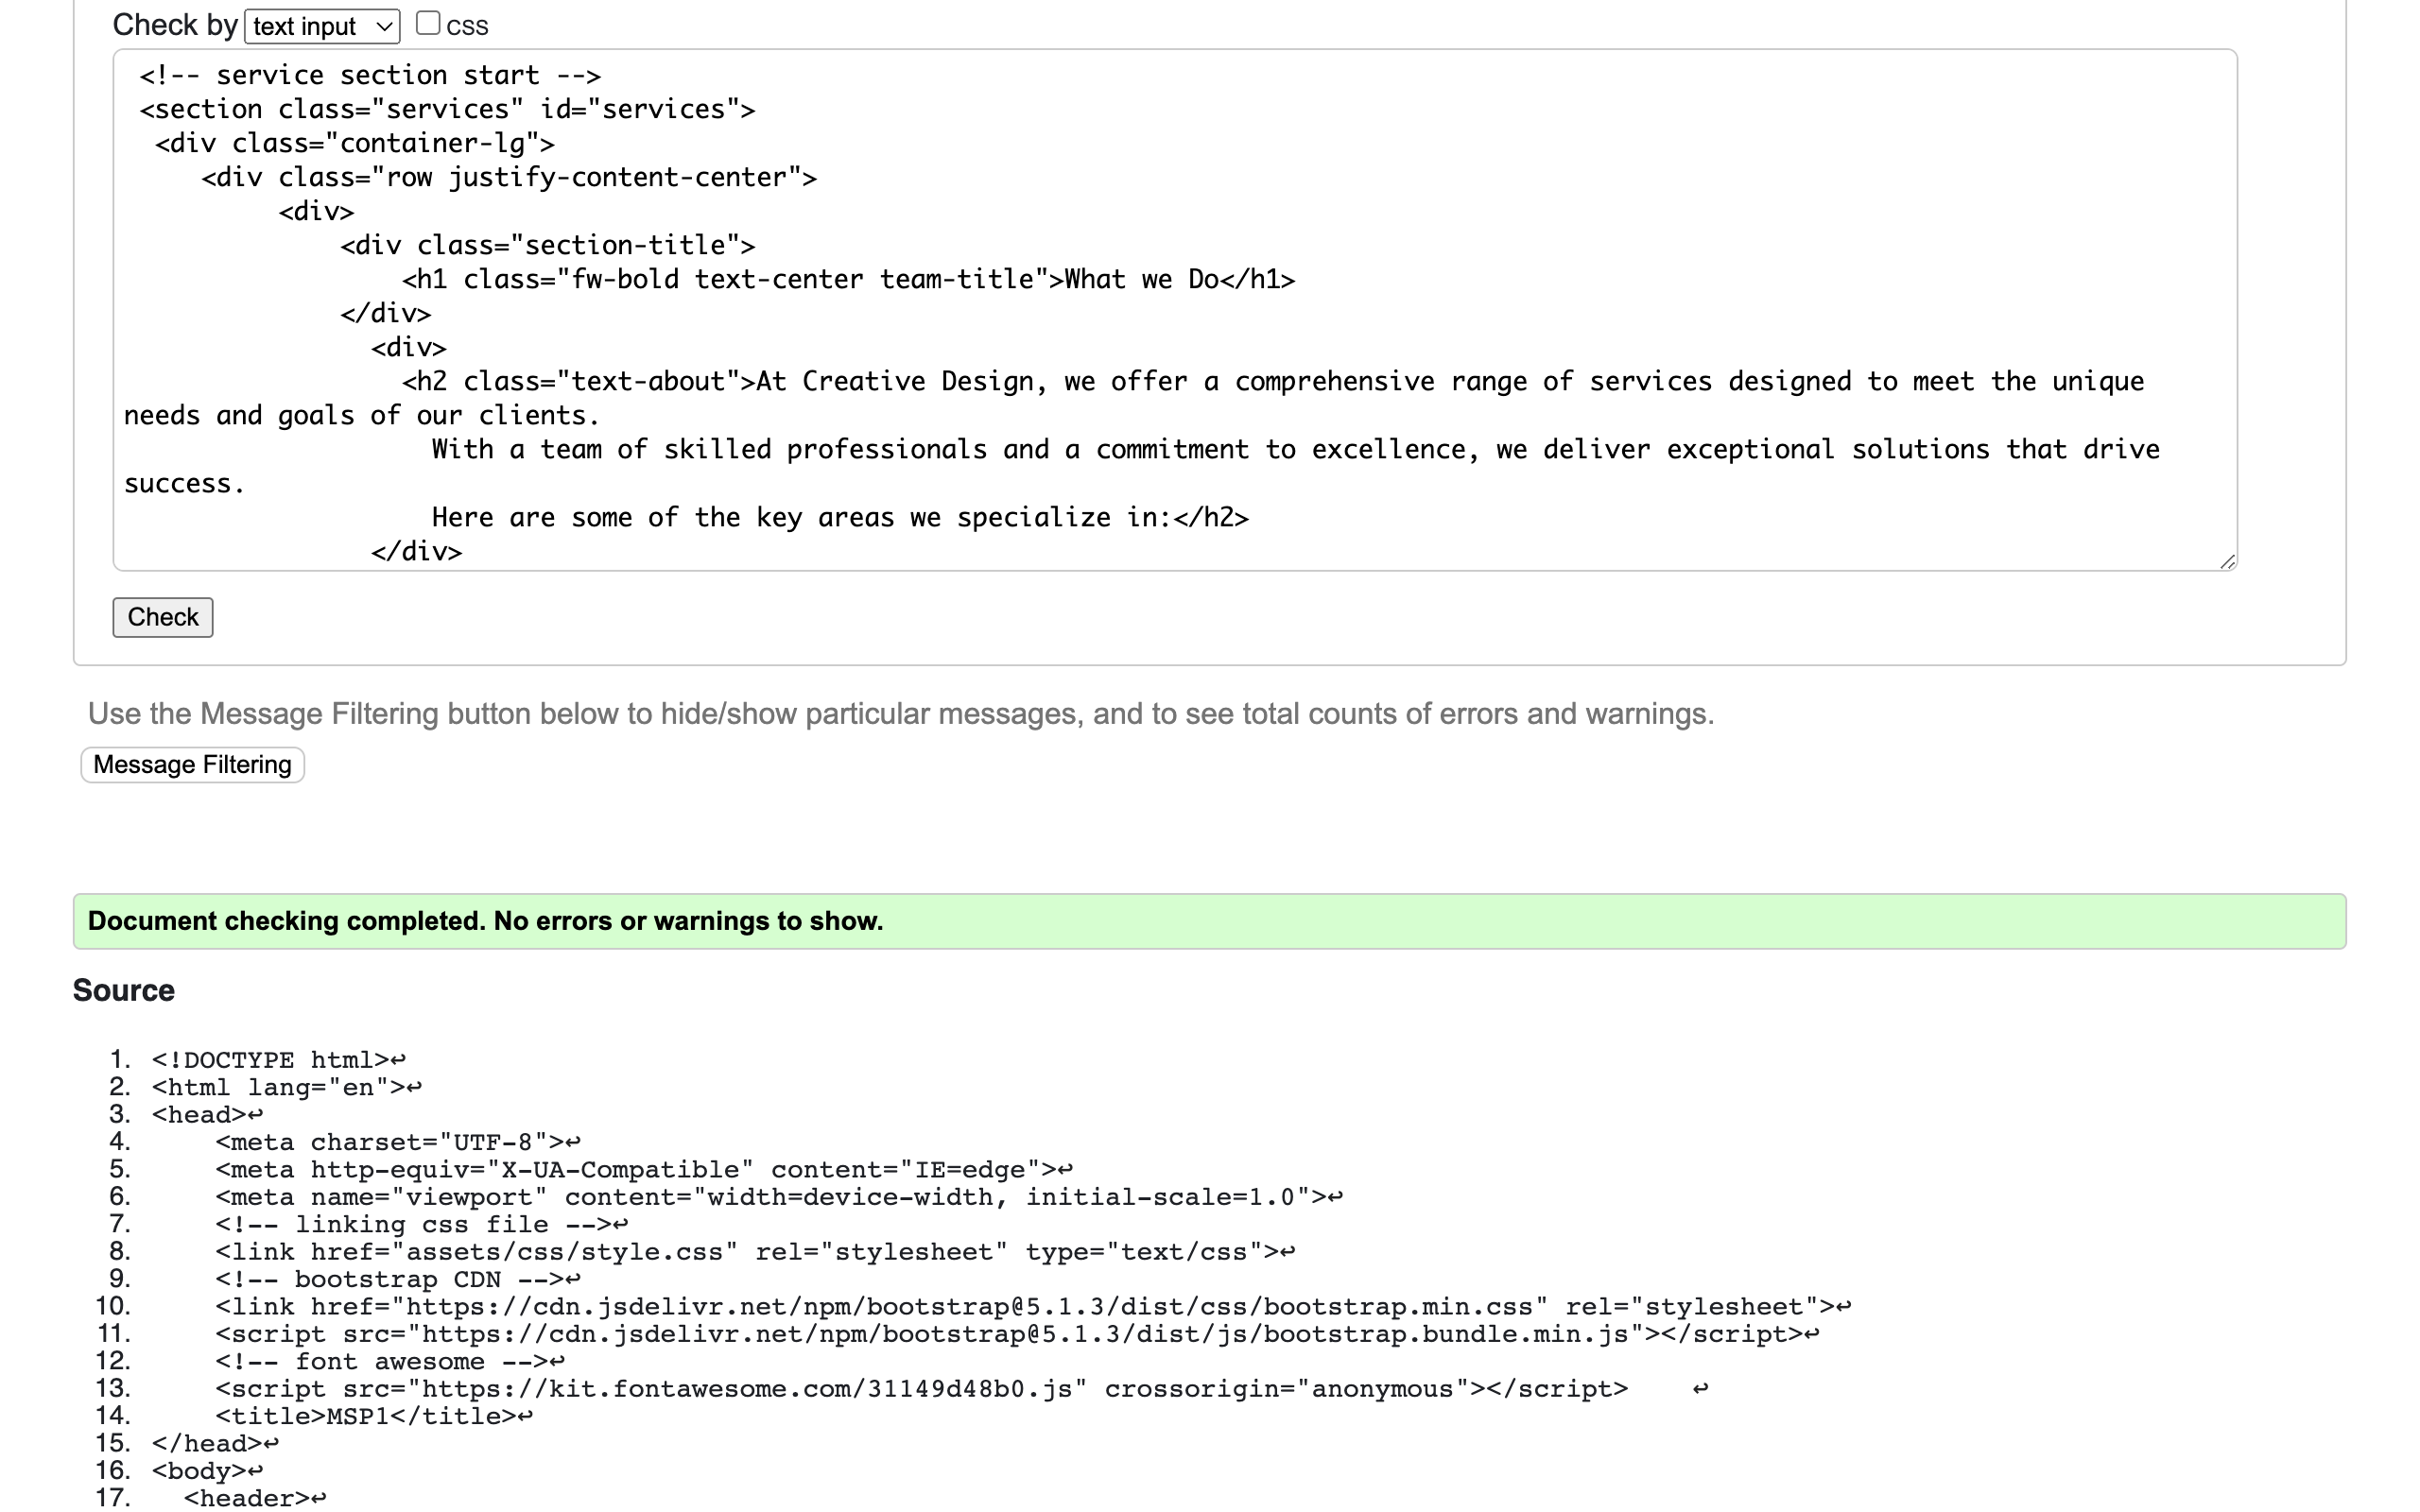 Check by text input css
<!-- service section start -->
<section class="services" id="services">
<div class="container-lg">
<div class="row justify-content-center">
<div>
<div class="section-title">
<h1 class="fw-bold text-center team-title">What we Do</h1>
</div>
<div>
<h2 class="text-about">At Creative Design, we offer a comprehensive range of services designed to meet the unique
needs and goals of our clients.
With a team of skilled professionals and a commitment to excellence, we deliver exceptional solutions that drive
success.
Here are some of the key areas we specialize in:</h2>
</div>
Check
Use the Message Filtering button below to hide/show particular messages, and to see total counts of errors and warnings.
Message Filtering
Document checking completed. No errors or warnings to show.
Source
1. <!DOCTYPE html>↩
2. <html lang="en">↩
3. <head>↩
4. <meta charset="UTF-8">↩
5. <meta http-equiv="X-UA-Compatible" content="IE=edge">↩
6. <meta name="viewport" content="width=device-width, initial-scale=1.0">↩
7. <!-- linking css file -->↩
8. <link href="assets/css/style.css" rel="stylesheet" type="text/css">↩
9. <!-- bootstrap CDN -->↩
10. <link href="https://cdn.jsdelivr.net/npm/bootstrap@5.1.3/dist/css/bootstrap.min.css" rel="stylesheet">↩
11. <script src="https://cdn.jsdelivr.net/npm/bootstrap@5.1.3/dist/js/bootstrap.bundle.min.js"></script>↩
12. <!-- font awesome -->↩
13. <script src="https://kit.fontawesome.com/31149d48b0.js" crossorigin="anonymous"></script> ↩
14. <title>MSP1</title>↩
15. </head>↩
16. <body>↩
17. <header>↩